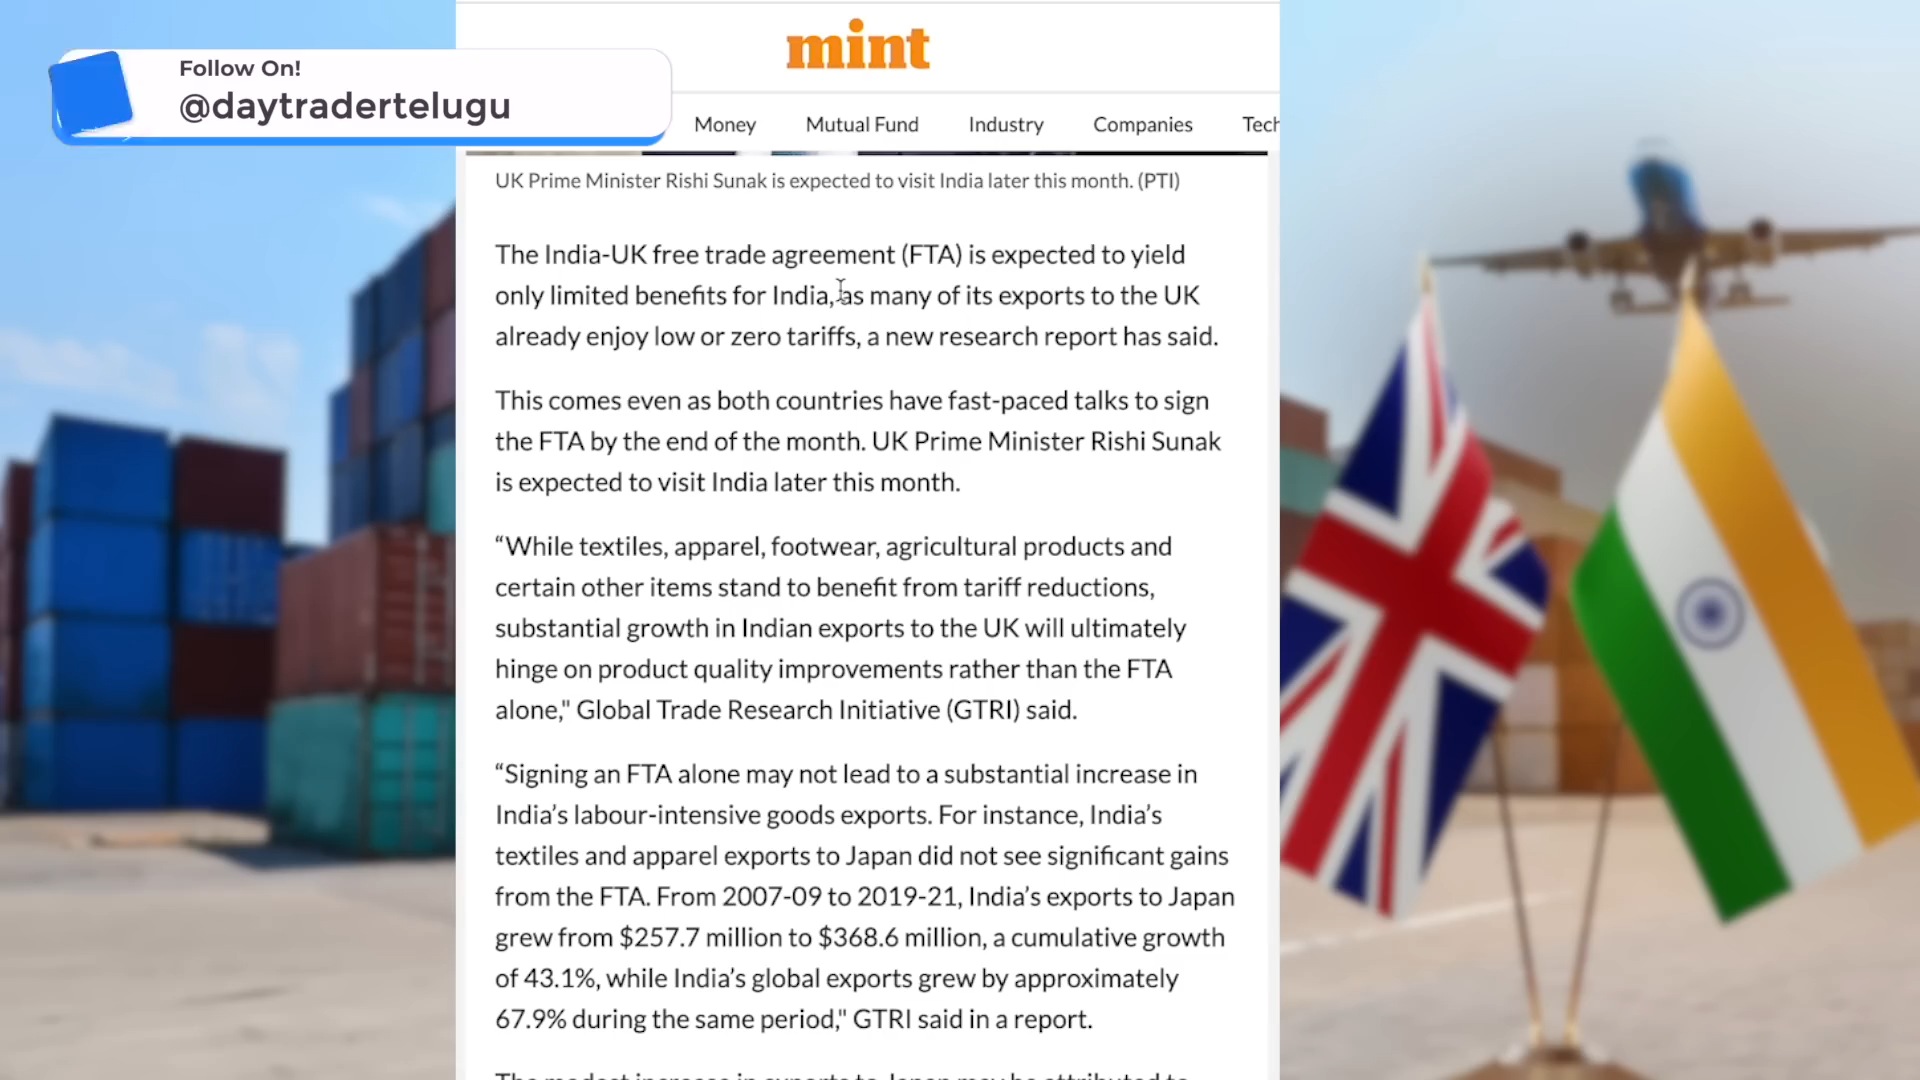 mint
Follow On!
@daytradertelugu
Money Mutual Fund Industry Companies Tech
UK Prime Minister Rishi Sunak is expected to visit India later this month. (PTI)
The India-UK free trade agreement (FTA) is expected to yield
only limited benefits for India, as many of its exports to the UK
already enjoy low or zero tariffs, a new research report has said.
This comes even as both countries have fast-paced talks to sign
the FTA by the end of the month. UK Prime Minister Rishi Sunak
is expected to visit India later this month.
“While textiles, apparel, footwear, agricultural products and
certain other items stand to benefit from tariff reductions,
substantial growth in Indian exports to the UK will ultimately
hinge on product quality improvements rather than the FTA
alone," Global Trade Research Initiative (GTRI) said.
“Signing an FTA alone may not lead to a substantial increase in
India’s labour-intensive goods exports. For instance, India’s
textiles and apparel exports to Japan did not see significant gains
from the FTA. From 2007-09 to 2019-21, India’s exports to Japan
grew from $257.7 million to $368.6 million, a cumulative growth
of 43.1%, while India’s global exports grew by approximately
67.9% during the same period," GTRI said in a report.